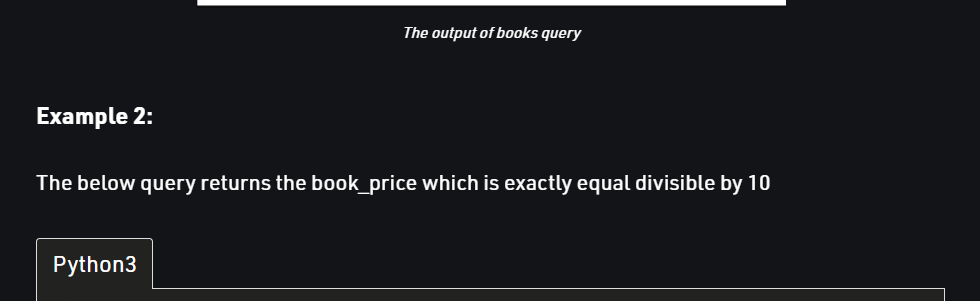 The output of books query
Example 2:
The below query returns the book_price which is exactly equal divisible by 10
Python3